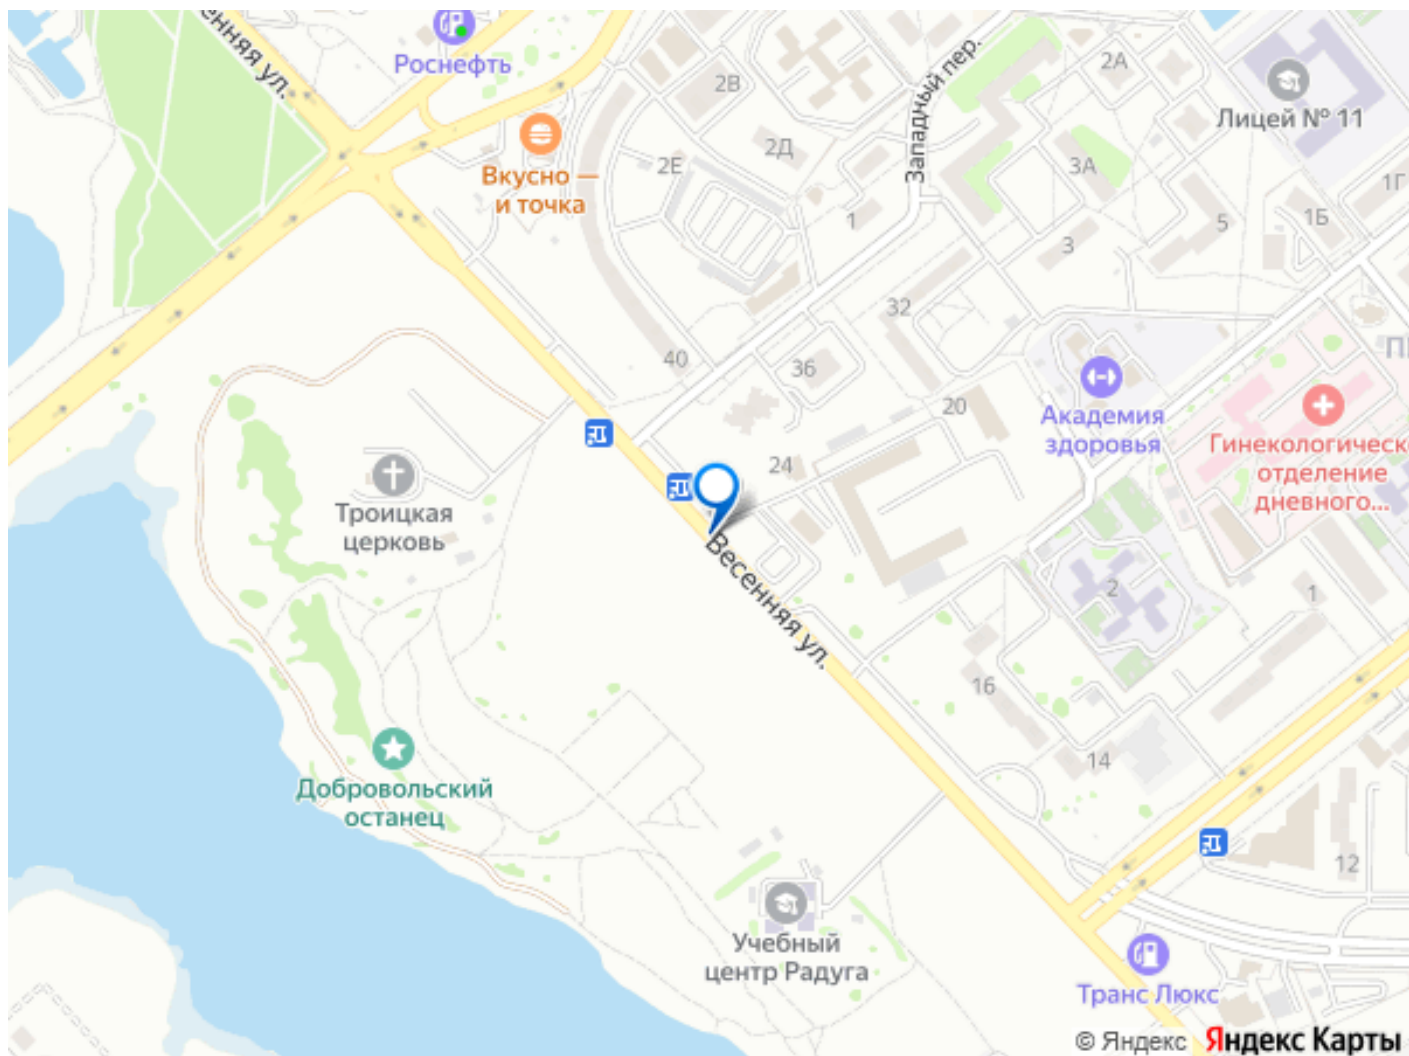 Весенняя ул.
Роснефть
Вкусно —
и точка
2В
2Д
2Е
1
Западный пер.
2А
Лицей № 11
3А
3
5
1Б
1Г
32
40
36
20
24
Академия
здоровья
Гинекологическ
отделение
дневного...
Троицкая
церковь
Весенняя ул.
2
1
16
14
12
Добровольский
останец
Учебный
центр Радуга
Транс Люкс
© Яндекс Яндекс Карты